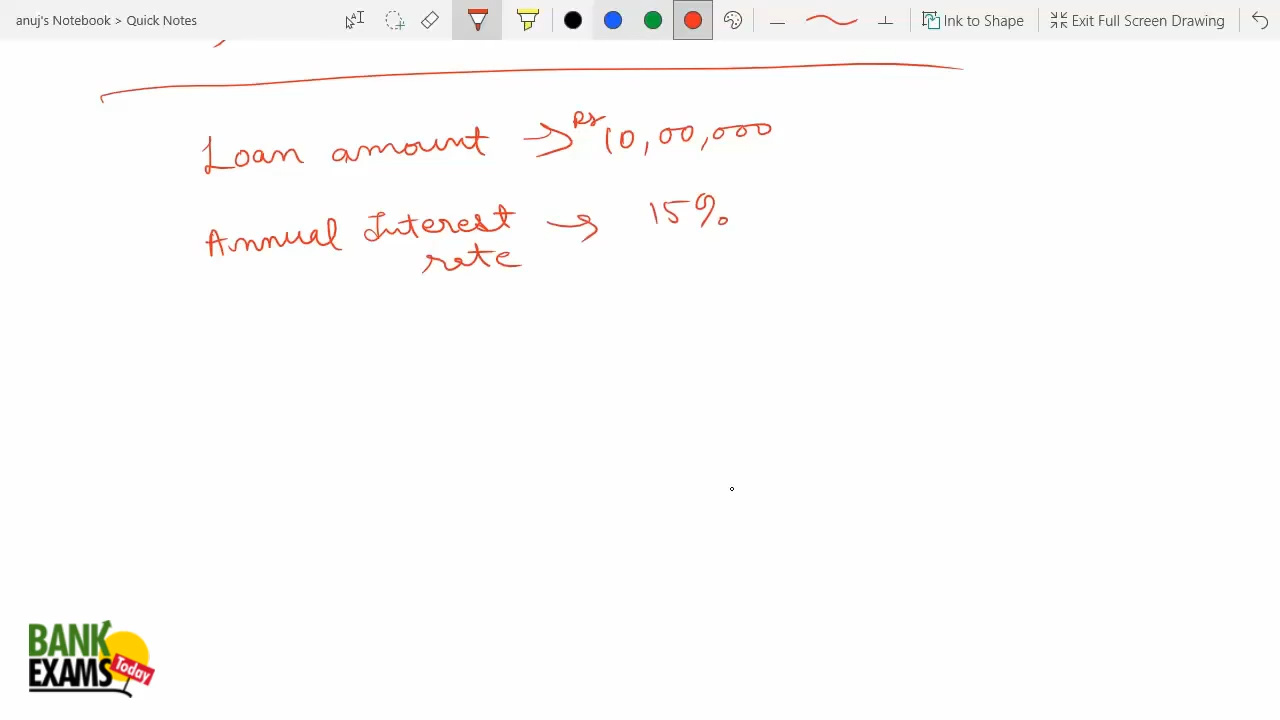 anuj's Notebook > Quick Notes
Ink to Shape
Exit Full Screen Drawing
Loan amount → Rs 10,00,000
Annual Interest → 15%
rate
BANK
EXAMS Today